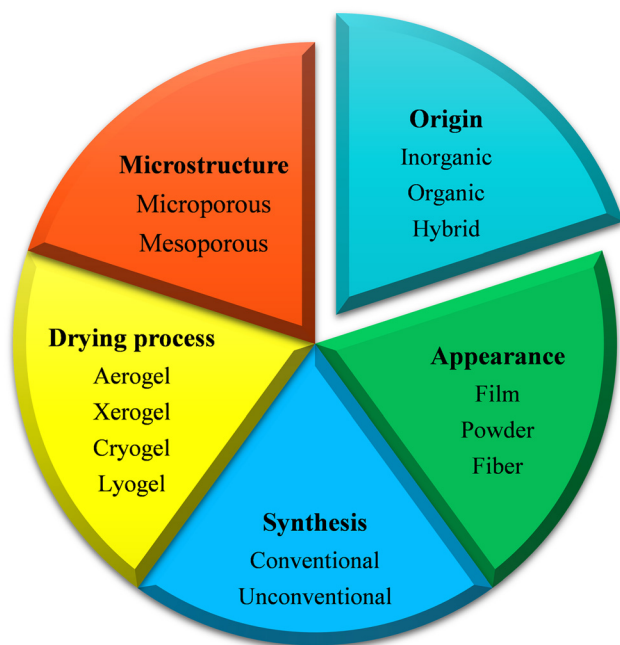 Origin
Inorganic
Organic
Hybrid
Appearance
Film
Powder
Fiber
Synthesis
Conventional
Unconventional
Drying process
Aerogel
Xerogel
Cryogel
Lyogel
Microstructure
Microporous
Mesoporous